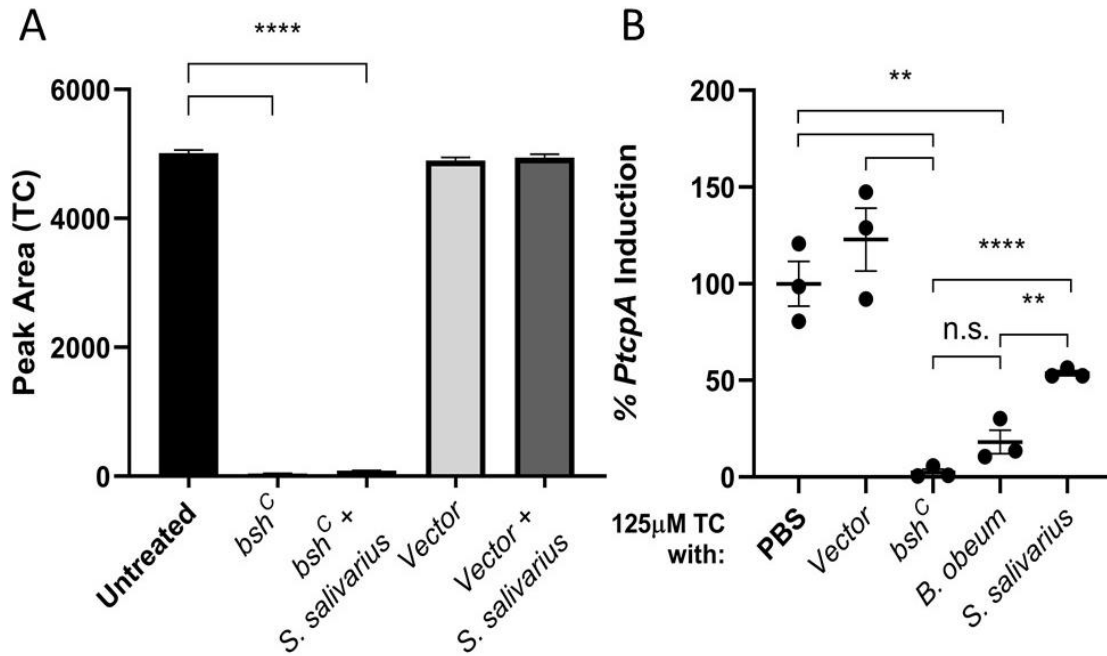 A
****
6000
4000
2000
0
Peak Area (TC)
Untreated
bsh^C
bsh^C +
S. salivarius
Vector
Vector +
S. salivarius
B
200
150
100
50
0
% PtcpA Induction
**
****
**
n.s.
125μM TC
with:
PBS
Vector
bsh^C
B. obeum
S. salivarius